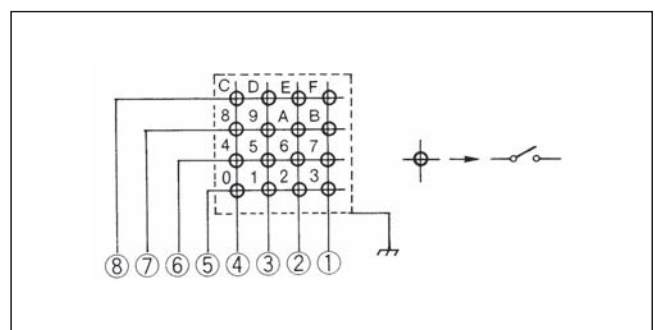 C D E F
8 9 A B
4 5 6 7
0 1 2 3
⑧ ⑦ ⑥ ⑤ ④ ③ ② ①